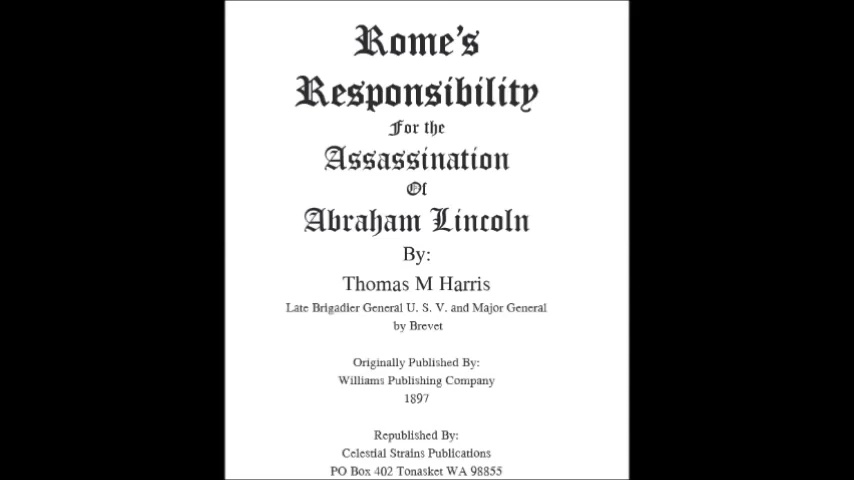 Rome's
Responsibility
For the
Assassination
Of
Abraham Lincoln
By:
Thomas M Harris
Late Brigadier General U. S. V. and Major General
by Brevet
Originally Published By:
Williams Publishing Company
1897
Republished By:
Celestial Strains Publications
PO Box 402 Tonasket WA 98855